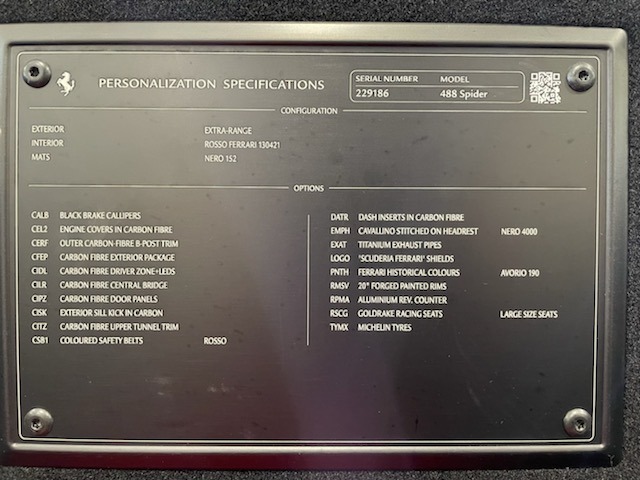 PERSONALIZATION SPECIFICATIONS
SERIAL NUMBER MODEL
229186 488 Spider
CONFIGURATION
EXTERIOR EXTRA-RANGE
INTERIOR ROSSO FERRARI 130421
MATS NERO 152
OPTIONS
CALB BLACK BRAKE CALLIPERS
CEL2 ENGINE COVERS IN CARBON FIBRE
CERF OUTER CARBON-FIBRE B-POST TRIM
CFEP CARBON FIBRE EXTERIOR PACKAGE
CIDL CARBON FIBRE DRIVER ZONE+LEDS
CILR CARBON FIBRE CENTRAL BRIDGE
CIPZ CARBON FIBRE DOOR PANELS
CISK EXTERIOR SILL KICK IN CARBON
CITZ CARBON FIBRE UPPER TUNNEL TRIM
CSB1 COLOURED SAFETY BELTS ROSSO
DATR DASH INSERTS IN CARBON FIBRE
EMPH CAVALLINO STITCHED ON HEADREST NERO 4000
EXAT TITANIUM EXHAUST PIPES
LOGO 'SCUDERIA FERRARI' SHIELDS
PNTH FERRARI HISTORICAL COLOURS AVORIO 190
RMSV 20" FORGED PAINTED RIMS
RPMA ALUMINIUM REV. COUNTER
RSCG GOLDRAKE RACING SEATS LARGE SIZE SEATS
TYMX MICHELIN TYRES